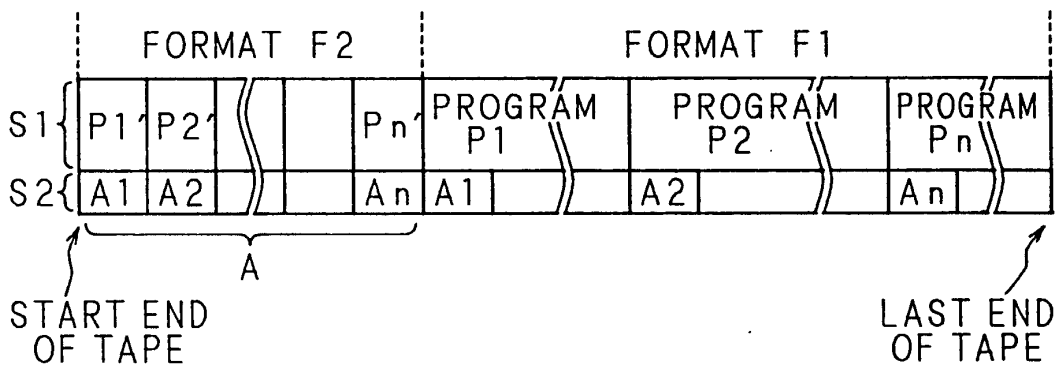 FORMAT F2 FORMAT F1
S1 P1' P2' Pn' PROGRAM P1 PROGRAM P2 PROGRAM Pn
S2 A1 A2 An A1 A2 An
A
START END OF TAPE
LAST END OF TAPE